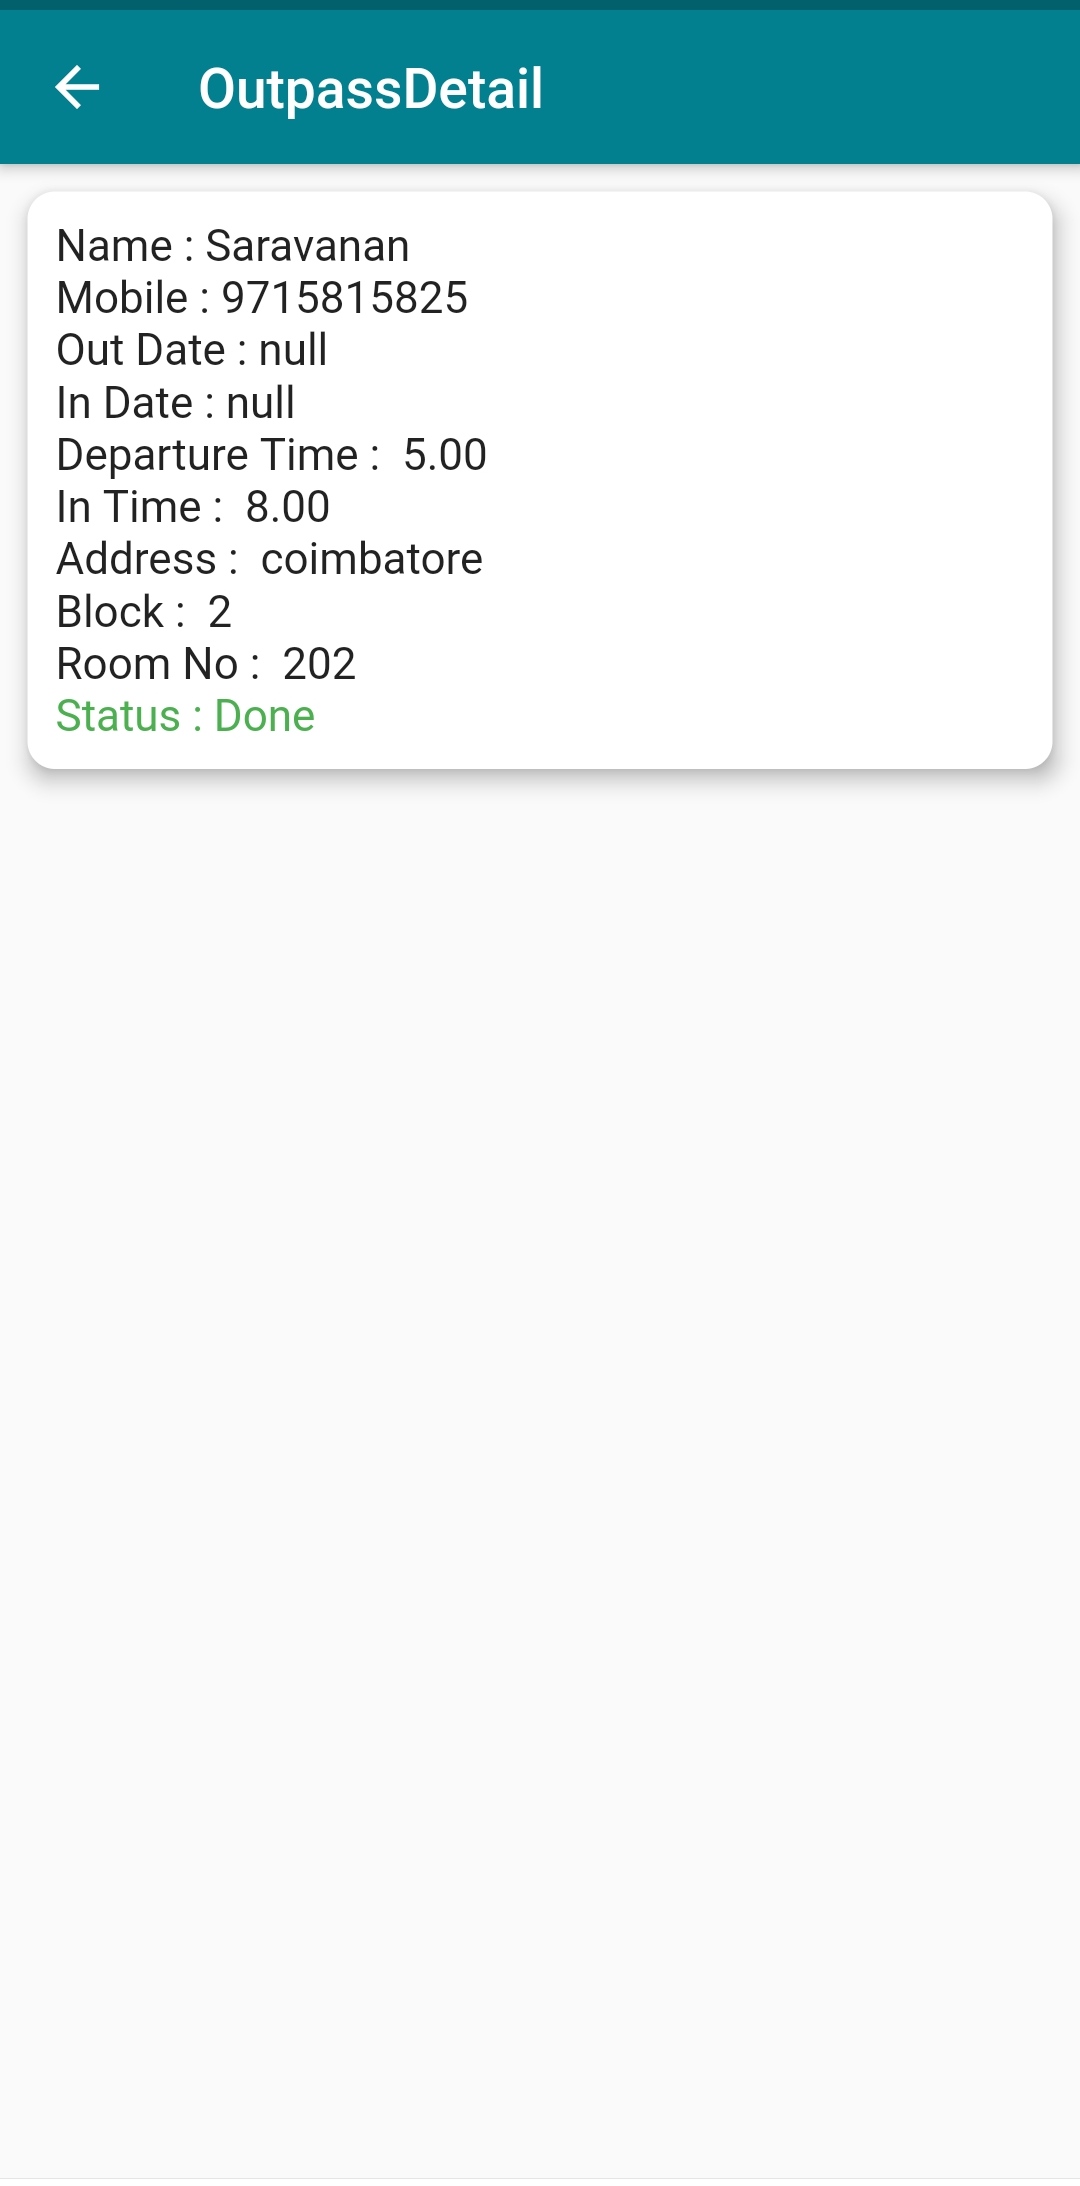 OutpassDetail
Name : Saravanan
Mobile : 9715815825
Out Date : null
In Date : null
Departure Time :  5.00
In Time :  8.00
Address :  coimbatore
Block :  2
Room No :  202
Status : Done